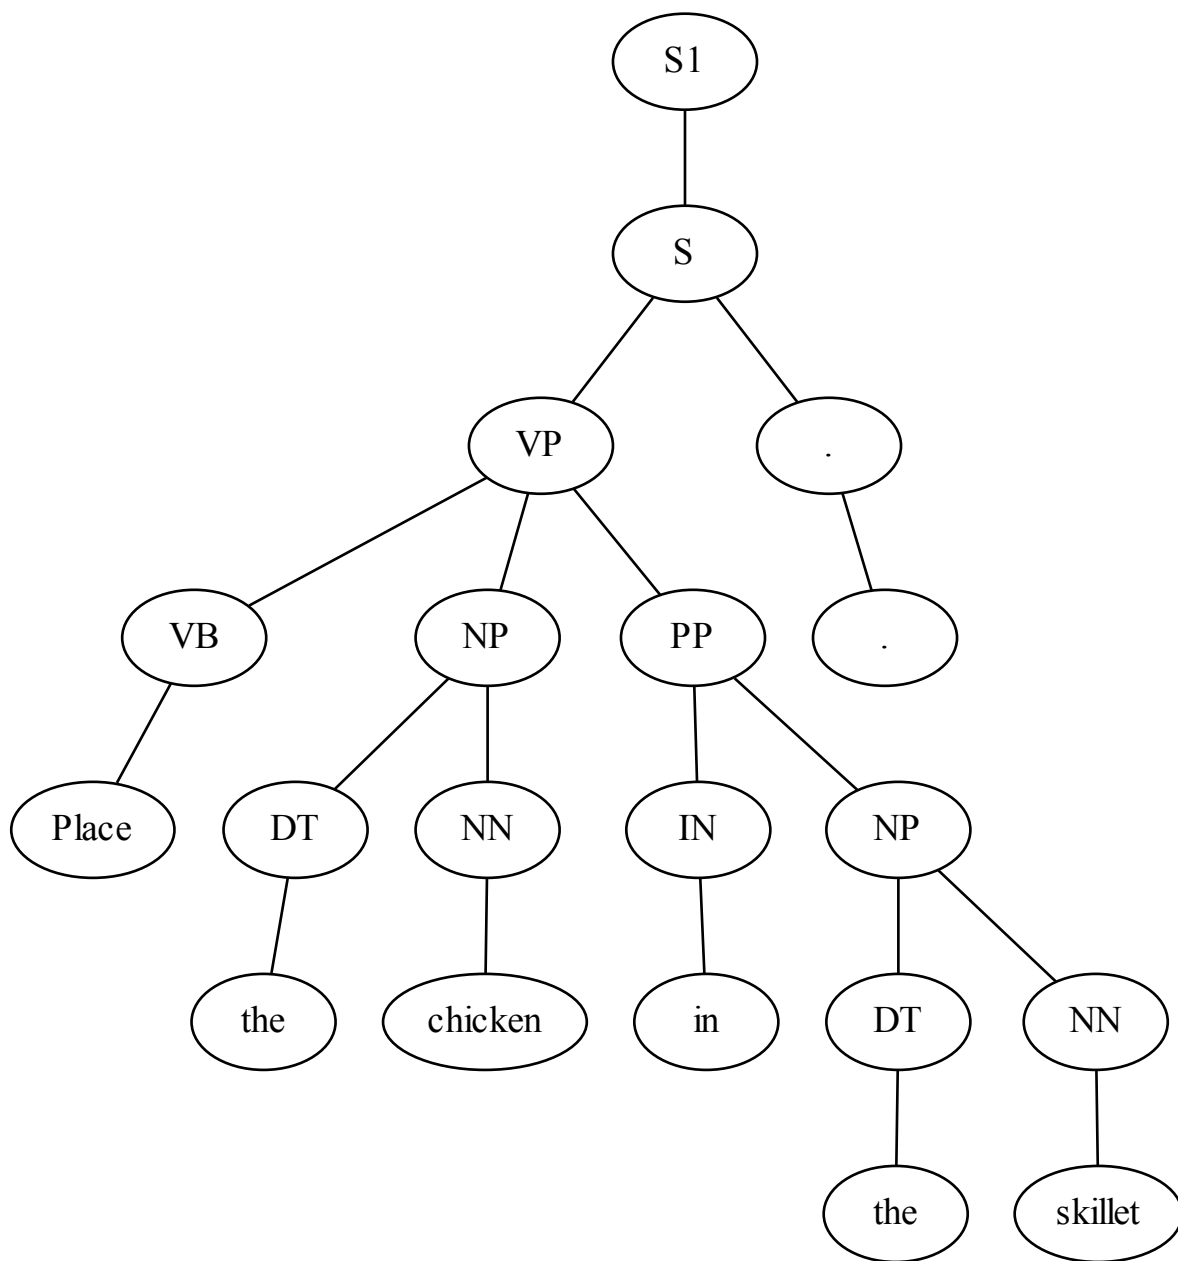 S1
S
VP .
VB NP PP .
Place DT NN IN NP
the chicken in DT NN
the skillet